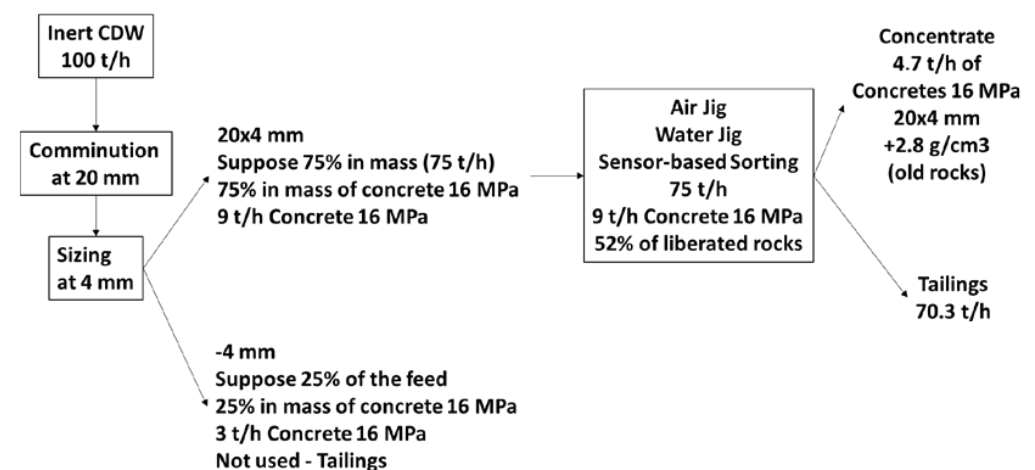 Inert CDW
100 t/h
Comminution
at 20 mm
Sizing
at 4 mm
20x4 mm
Suppose 75% in mass (75 t/h)
75% in mass of concrete 16 MPa
9 t/h Concrete 16 MPa
-4 mm
Suppose 25% of the feed
25% in mass of concrete 16 MPa
3 t/h Concrete 16 MPa
Not used - Tailings
Air Jig
Water Jig
Sensor-based Sorting
75 t/h
9 t/h Concrete 16 MPa
52% of liberated rocks
Concentrate
4.7 t/h of
Concretes 16 MPa
20x4 mm
+2.8 g/cm3
(old rocks)
Tailings
70.3 t/h